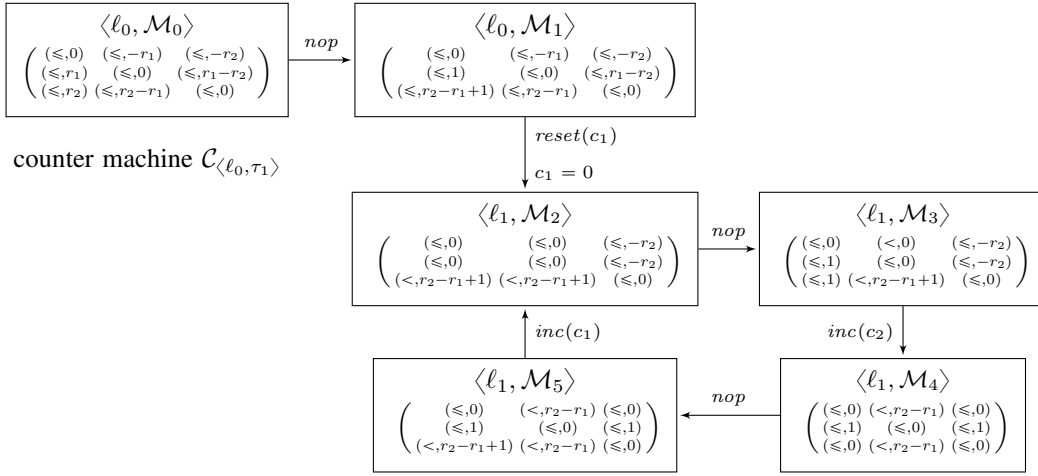 ⟨ℓ₀, M₀⟩
(⩽,0) (⩽,−r₁) (⩽,−r₂)
(⩽,r₁) (⩽,0) (⩽,r₁−r₂)
(⩽,r₂) (⩽,r₂−r₁) (⩽,0)
nop
⟨ℓ₀, M₁⟩
(⩽,0) (⩽,−r₁) (⩽,−r₂)
(⩽,1) (⩽,0) (⩽,r₁−r₂)
(⩽,r₂−r₁+1) (⩽,r₂−r₁) (⩽,0)
reset(c₁)
c₁ = 0
counter machine C⟨ℓ₀,τ₁⟩
⟨ℓ₁, M₂⟩
(⩽,0) (⩽,0) (⩽,−r₂)
(⩽,0) (⩽,0) (⩽,−r₂)
(<,r₂−r₁+1) (<,r₂−r₁+1) (⩽,0)
nop
⟨ℓ₁, M₃⟩
(⩽,0) (<,0) (⩽,−r₂)
(⩽,1) (⩽,0) (⩽,−r₂)
(⩽,1) (<,r₂−r₁+1) (⩽,0)
inc(c₁)
inc(c₂)
⟨ℓ₁, M₅⟩
(⩽,0) (<,r₂−r₁) (⩽,0)
(⩽,1) (⩽,0) (⩽,1)
(<,r₂−r₁+1) (<,r₂−r₁) (⩽,0)
nop
⟨ℓ₁, M₄⟩
(⩽,0) (<,r₂−r₁) (⩽,0)
(⩽,1) (⩽,0) (⩽,1)
(⩽,0) (<,r₂−r₁) (⩽,0)